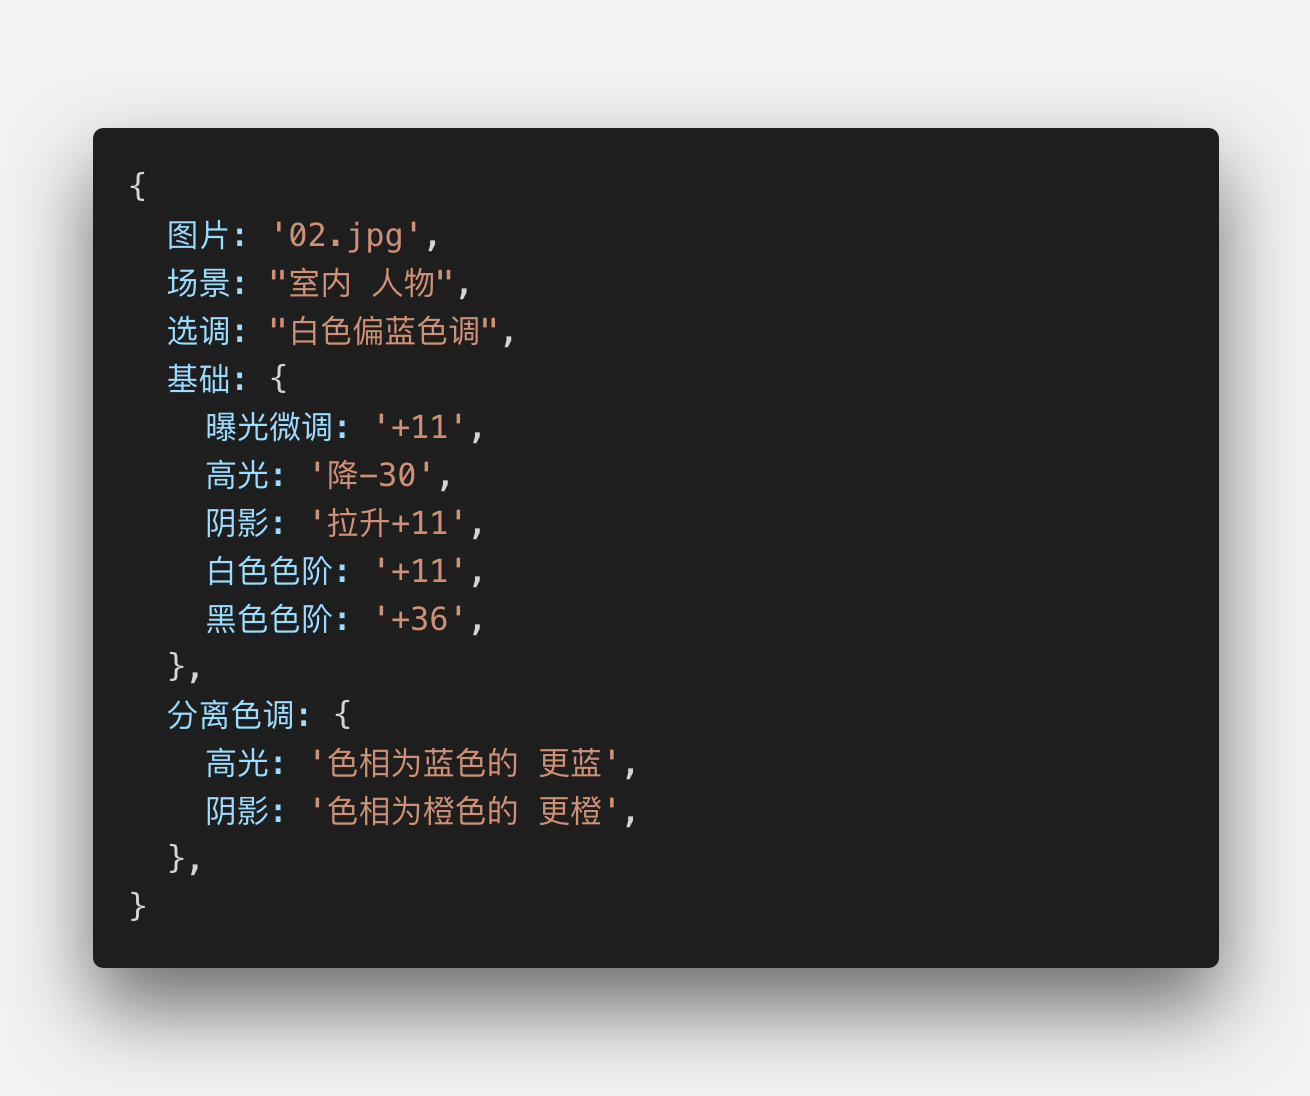 {
图片: '02.jpg',
场景: "室内 人物",
选调: "白色偏蓝色调",
基础: {
曝光微调: '+11',
高光: '降-30',
阴影: '拉升+11',
白色色阶: '+11',
黑色色阶: '+36',
},
分离色调: {
高光: '色相为蓝色的 更蓝',
阴影: '色相为橙色的 更橙',
},
}